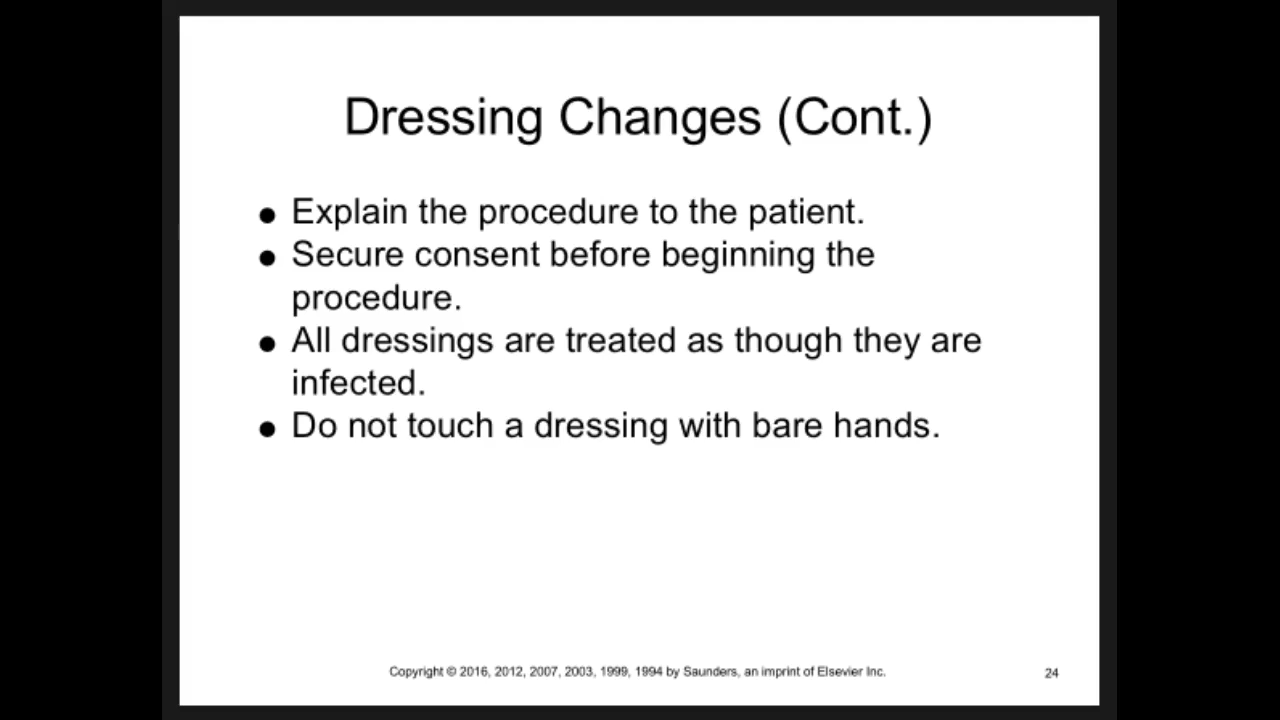 Dressing Changes (Cont.)
● Explain the procedure to the patient.
● Secure consent before beginning the
procedure.
● All dressings are treated as though they are
infected.
● Do not touch a dressing with bare hands.
Copyright © 2016, 2012, 2007, 2003, 1999, 1994 by Saunders, an imprint of Elsevier Inc.
24